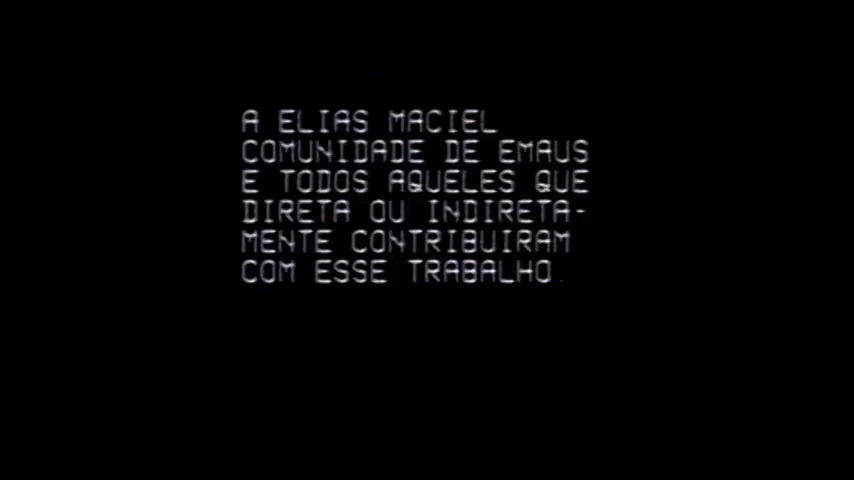 A ELIAS MACIEL
COMUNIDADE DE EMAUS
E TODOS AQUELES QUE
DIRETA OU INDIRETA-
MENTE CONTRIBUIRAM
COM ESSE TRABALHO.